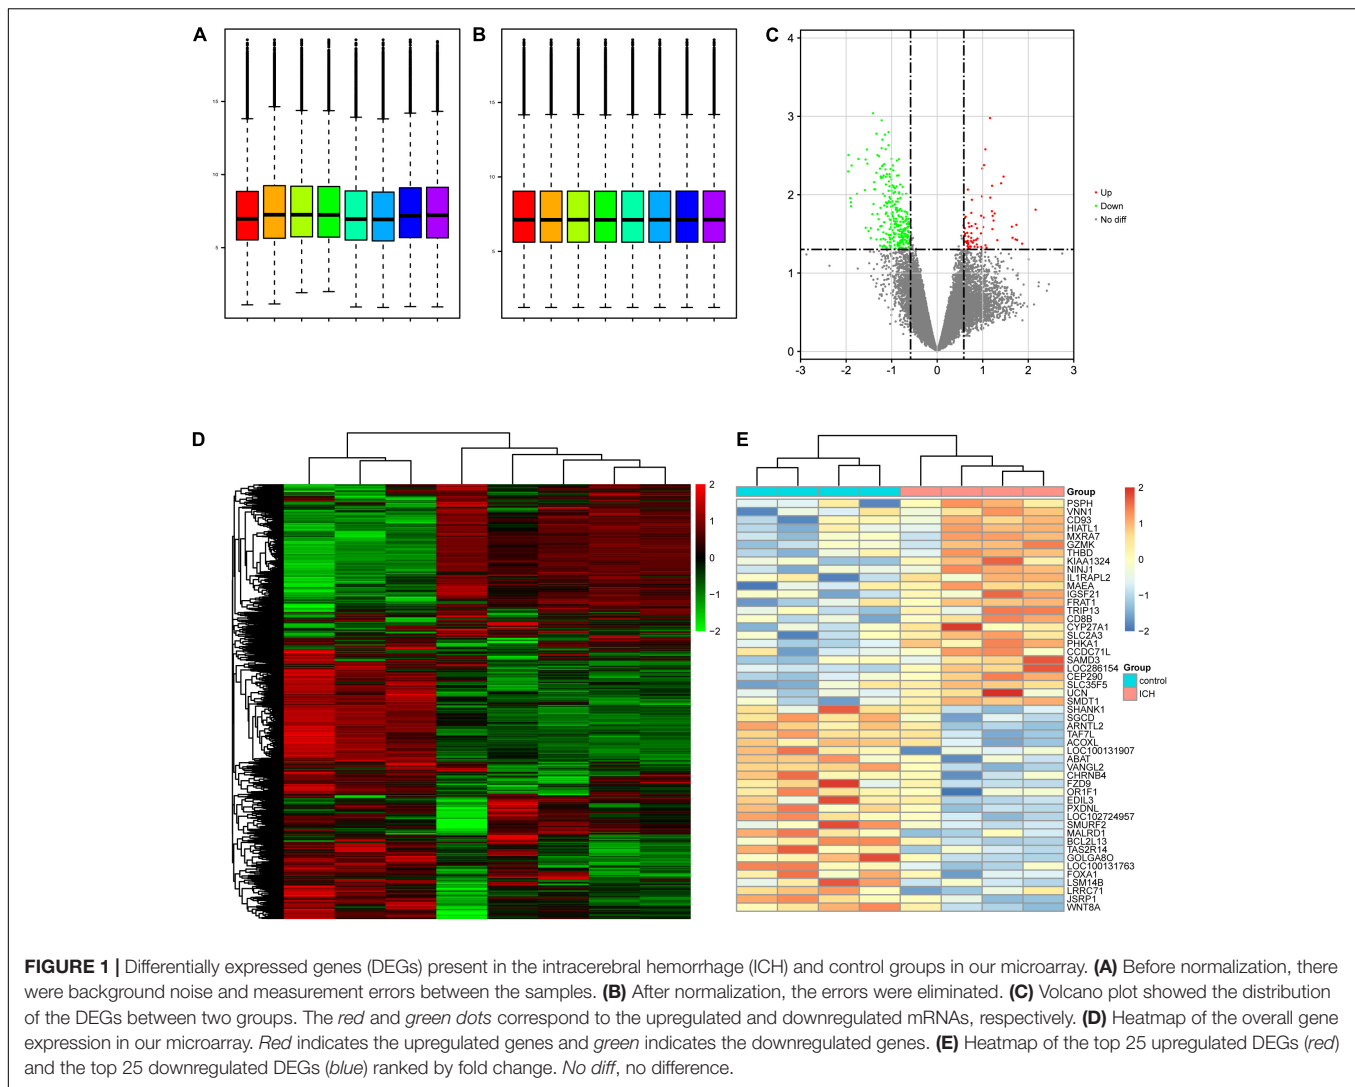 A
15
10
5
B
15
10
5
C
4
3
2
1
0
-3
-2
-1
0
1
2
3
Up
Down
No diff
D
2
1
0
−1
−2
E
Group
PSPH
VNN1
CD93
HIATL1
MXRA7
GZMK
THBD
KIAA1324
NINJ1
IL1RAPL2
MAEA
IGSF21
FRAT1
TRIP13
CD8B
CYP27A1
SLC2A3
PHKA1
CCDC71L
SAMD3
LOC286154
CEP290
SLC35F5
UCN
SMDT1
SHANK1
SGCD
ARNTL2
TAF7L
ACOXL
LOC100131907
ABAT
VANGL2
CHRNB4
FZD9
OR1F1
EDIL3
PXDNL
LOC102724957
SMURF2
MALRD1
BCL2L13
TAS2R14
GOLGA8O
LOC100131763
FOXA1
LSM14B
LRRC71
JSRP1
WNT8A
2
1
0
−1
−2
Group
control
ICH
FIGURE 1 | Differentially expressed genes (DEGs) present in the intracerebral hemorrhage (ICH) and control groups in our microarray. (A) Before normalization, there
were background noise and measurement errors between the samples. (B) After normalization, the errors were eliminated. (C) Volcano plot showed the distribution
of the DEGs between two groups. The red and green dots correspond to the upregulated and downregulated mRNAs, respectively. (D) Heatmap of the overall gene
expression in our microarray. Red indicates the upregulated genes and green indicates the downregulated genes. (E) Heatmap of the top 25 upregulated DEGs (red)
and the top 25 downregulated DEGs (blue) ranked by fold change. No diff, no difference.